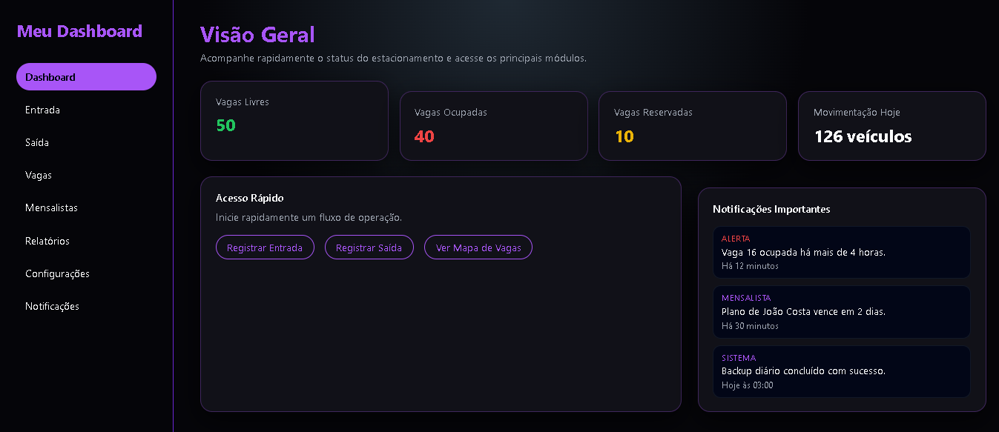 Meu Dashboard
Dashboard
Entrada
Saída
Vagas
Mensalistas
Relatórios
Configurações
Notificações
Visão Geral
Acompanhe rapidamente o status do estacionamento e acesse os principais módulos.
Vagas Livres
50
Vagas Ocupadas
40
Vagas Reservadas
10
Movimentação Hoje
126 veículos
Acesso Rápido
Inicie rapidamente um fluxo de operação.
Registrar Entrada
Registrar Saída
Ver Mapa de Vagas
Notificações Importantes
ALERTA
Vaga 16 ocupada há mais de 4 horas.
Há 12 minutos
MENSALISTA
Plano de João Costa vence em 2 dias.
Há 30 minutos
SISTEMA
Backup diário concluído com sucesso.
Hoje às 03:00